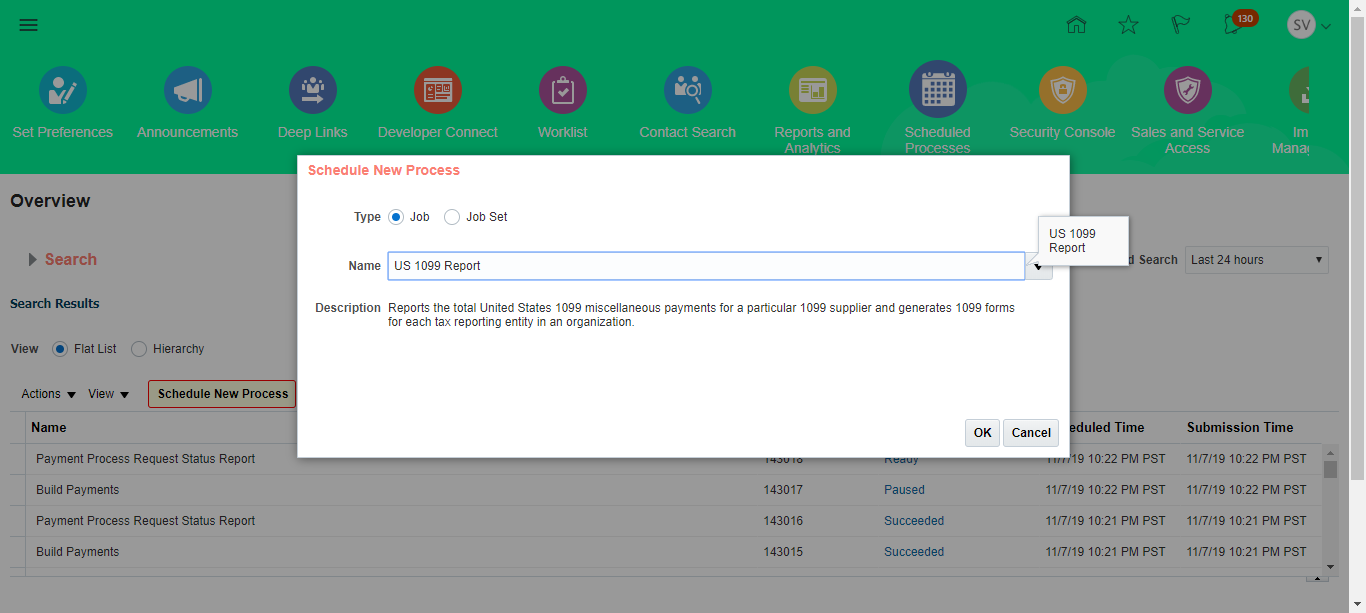 130
SV
Set Preferences
Announcements
Deep Links
Developer Connect
Worklist
Contact Search
Reports and
Analytics
Scheduled
Processes
Security Console
Sales and Service
Access
Im
Manag
Schedule New Process
Overview
Type Job Job Set
US 1099
Report
Name US 1099 Report
Search
d Search Last 24 hours
Description Reports the total United States 1099 miscellaneous payments for a particular 1099 supplier and generates 1099 forms
for each tax reporting entity in an organization.
Search Results
View Flat List Hierarchy
Actions View Schedule New Process
OK Cancel
Name eduled Time Submission Time
Payment Process Request Status Report 143018 Ready 11/7/19 10:22 PM PST 11/7/19 10:22 PM PST
Build Payments 143017 Paused 11/7/19 10:22 PM PST 11/7/19 10:22 PM PST
Payment Process Request Status Report 143016 Succeeded 11/7/19 10:21 PM PST 11/7/19 10:21 PM PST
Build Payments 143015 Succeeded 11/7/19 10:21 PM PST 11/7/19 10:21 PM PST